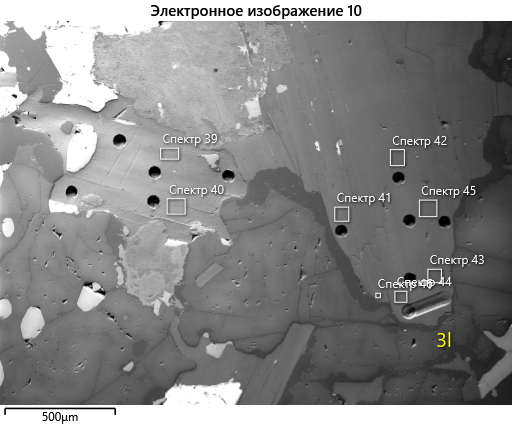 Электронное изображение 10
Спектр 39
Спектр 42
Спектр 40
Спектр 41
Спектр 45
Спектр 43
Спектр 44
3l
500µm